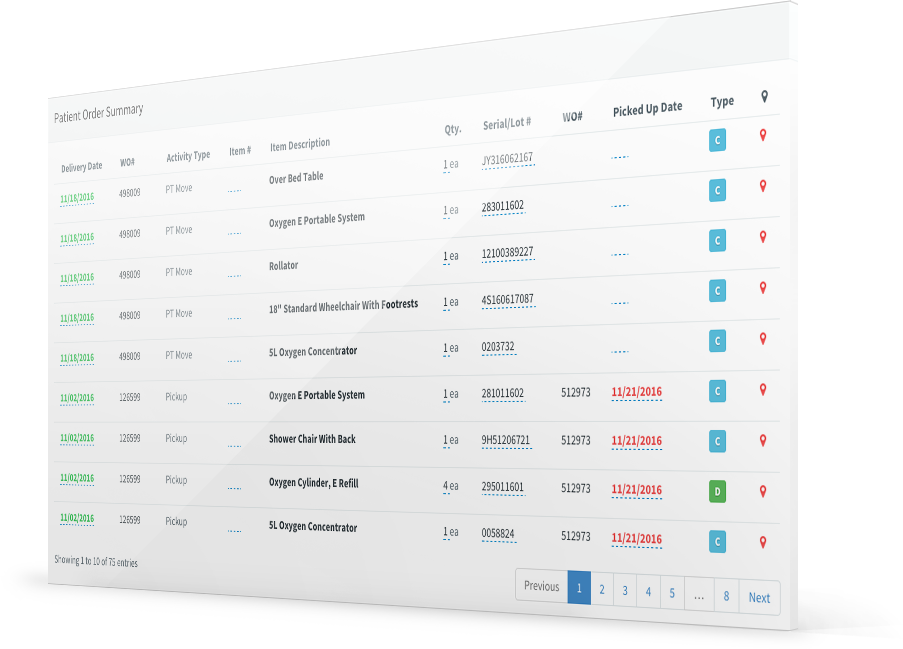 Patient Order Summary
Delivery Date WO# Activity Type Item # Item Description Qty. Serial/Lot # WO# Picked Up Date Type
11/18/2016 498009 PT Move Over Bed Table 1 ea JY316062167 C
11/18/2016 498009 PT Move Oxygen E Portable System 1 ea 283011602 C
11/18/2016 498009 PT Move Rollator 1 ea 12100389227 C
11/18/2016 498009 PT Move 18" Standard Wheelchair With Footrests 1 ea 4S160617087 C
11/18/2016 498009 PT Move 5L Oxygen Concentrator 1 ea 0203732 C
11/02/2016 126599 Pickup Oxygen E Portable System 1 ea 281011602 512973 11/21/2016 C
11/02/2016 126599 Pickup Shower Chair With Back 1 ea 9H51206721 512973 11/21/2016 C
11/02/2016 126599 Pickup Oxygen Cylinder, E Refill 4 ea 295011601 512973 11/21/2016 D
11/02/2016 126599 Pickup 5L Oxygen Concentrator 1 ea 0058824 512973 11/21/2016 C
Showing 1 to 10 of 75 entries
Previous 1 2 3 4 5 ... 8 Next